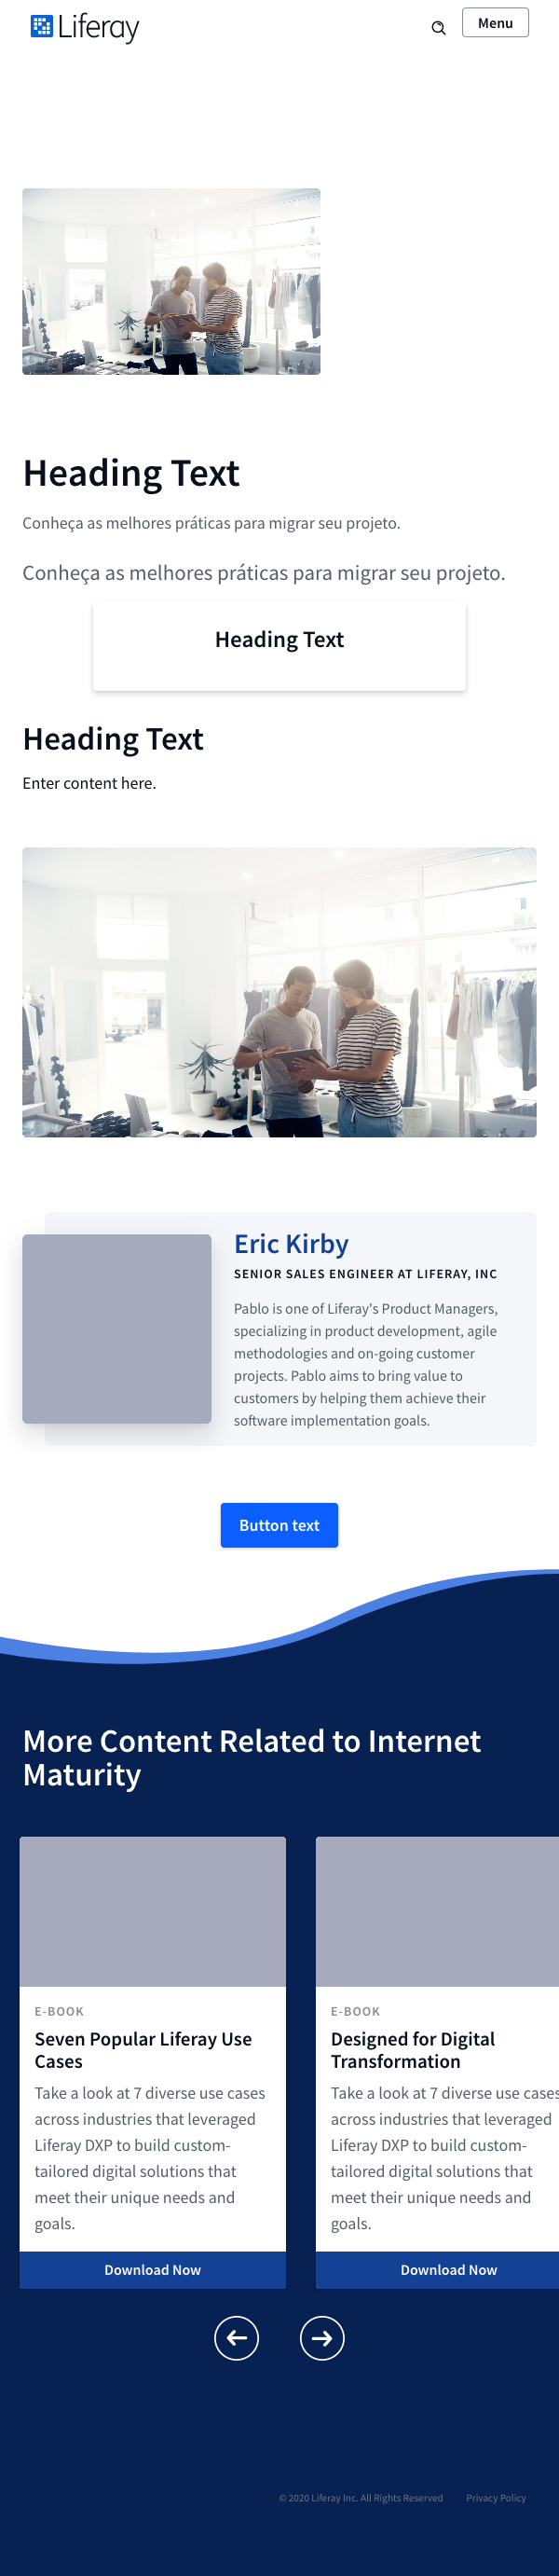 Liferay
Menu
Heading Text
Conheça as melhores práticas para migrar seu projeto.
Conheça as melhores práticas para migrar seu projeto.
Heading Text
Heading Text
Enter content here.
Eric Kirby
SENIOR SALES ENGINEER AT LIFERAY, INC
Pablo is one of Liferay's Product Managers,
specializing in product development, agile
methodologies and on-going customer
projects. Pablo aims to bring value to
customers by helping them achieve their
software implementation goals.
Button text
More Content Related to Internet
Maturity
E-BOOK
Seven Popular Liferay Use
Cases
Take a look at 7 diverse use cases
across industries that leveraged
Liferay DXP to build custom-
tailored digital solutions that
meet their unique needs and
goals.
Download Now
E-BOOK
Designed for Digital
Transformation
Take a look at 7 diverse use cases
across industries that leveraged
Liferay DXP to build custom-
tailored digital solutions that
meet their unique needs and
goals.
Download Now
© 2020 Liferay Inc. All Rights Reserved
Privacy Policy